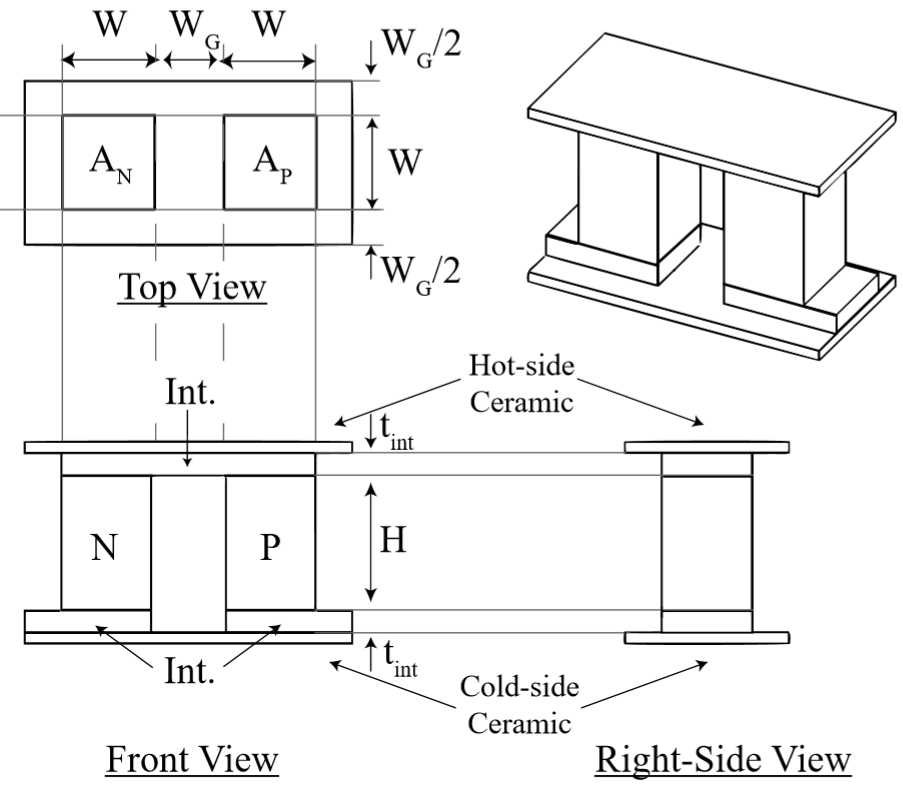 W W_G W
W_G/2
A_N A_P
W
W_G/2
Top View
Int.
Hot-side
Ceramic
t_int
N P
H
Int.
t_int
Cold-side
Ceramic
Front View
Right-Side View